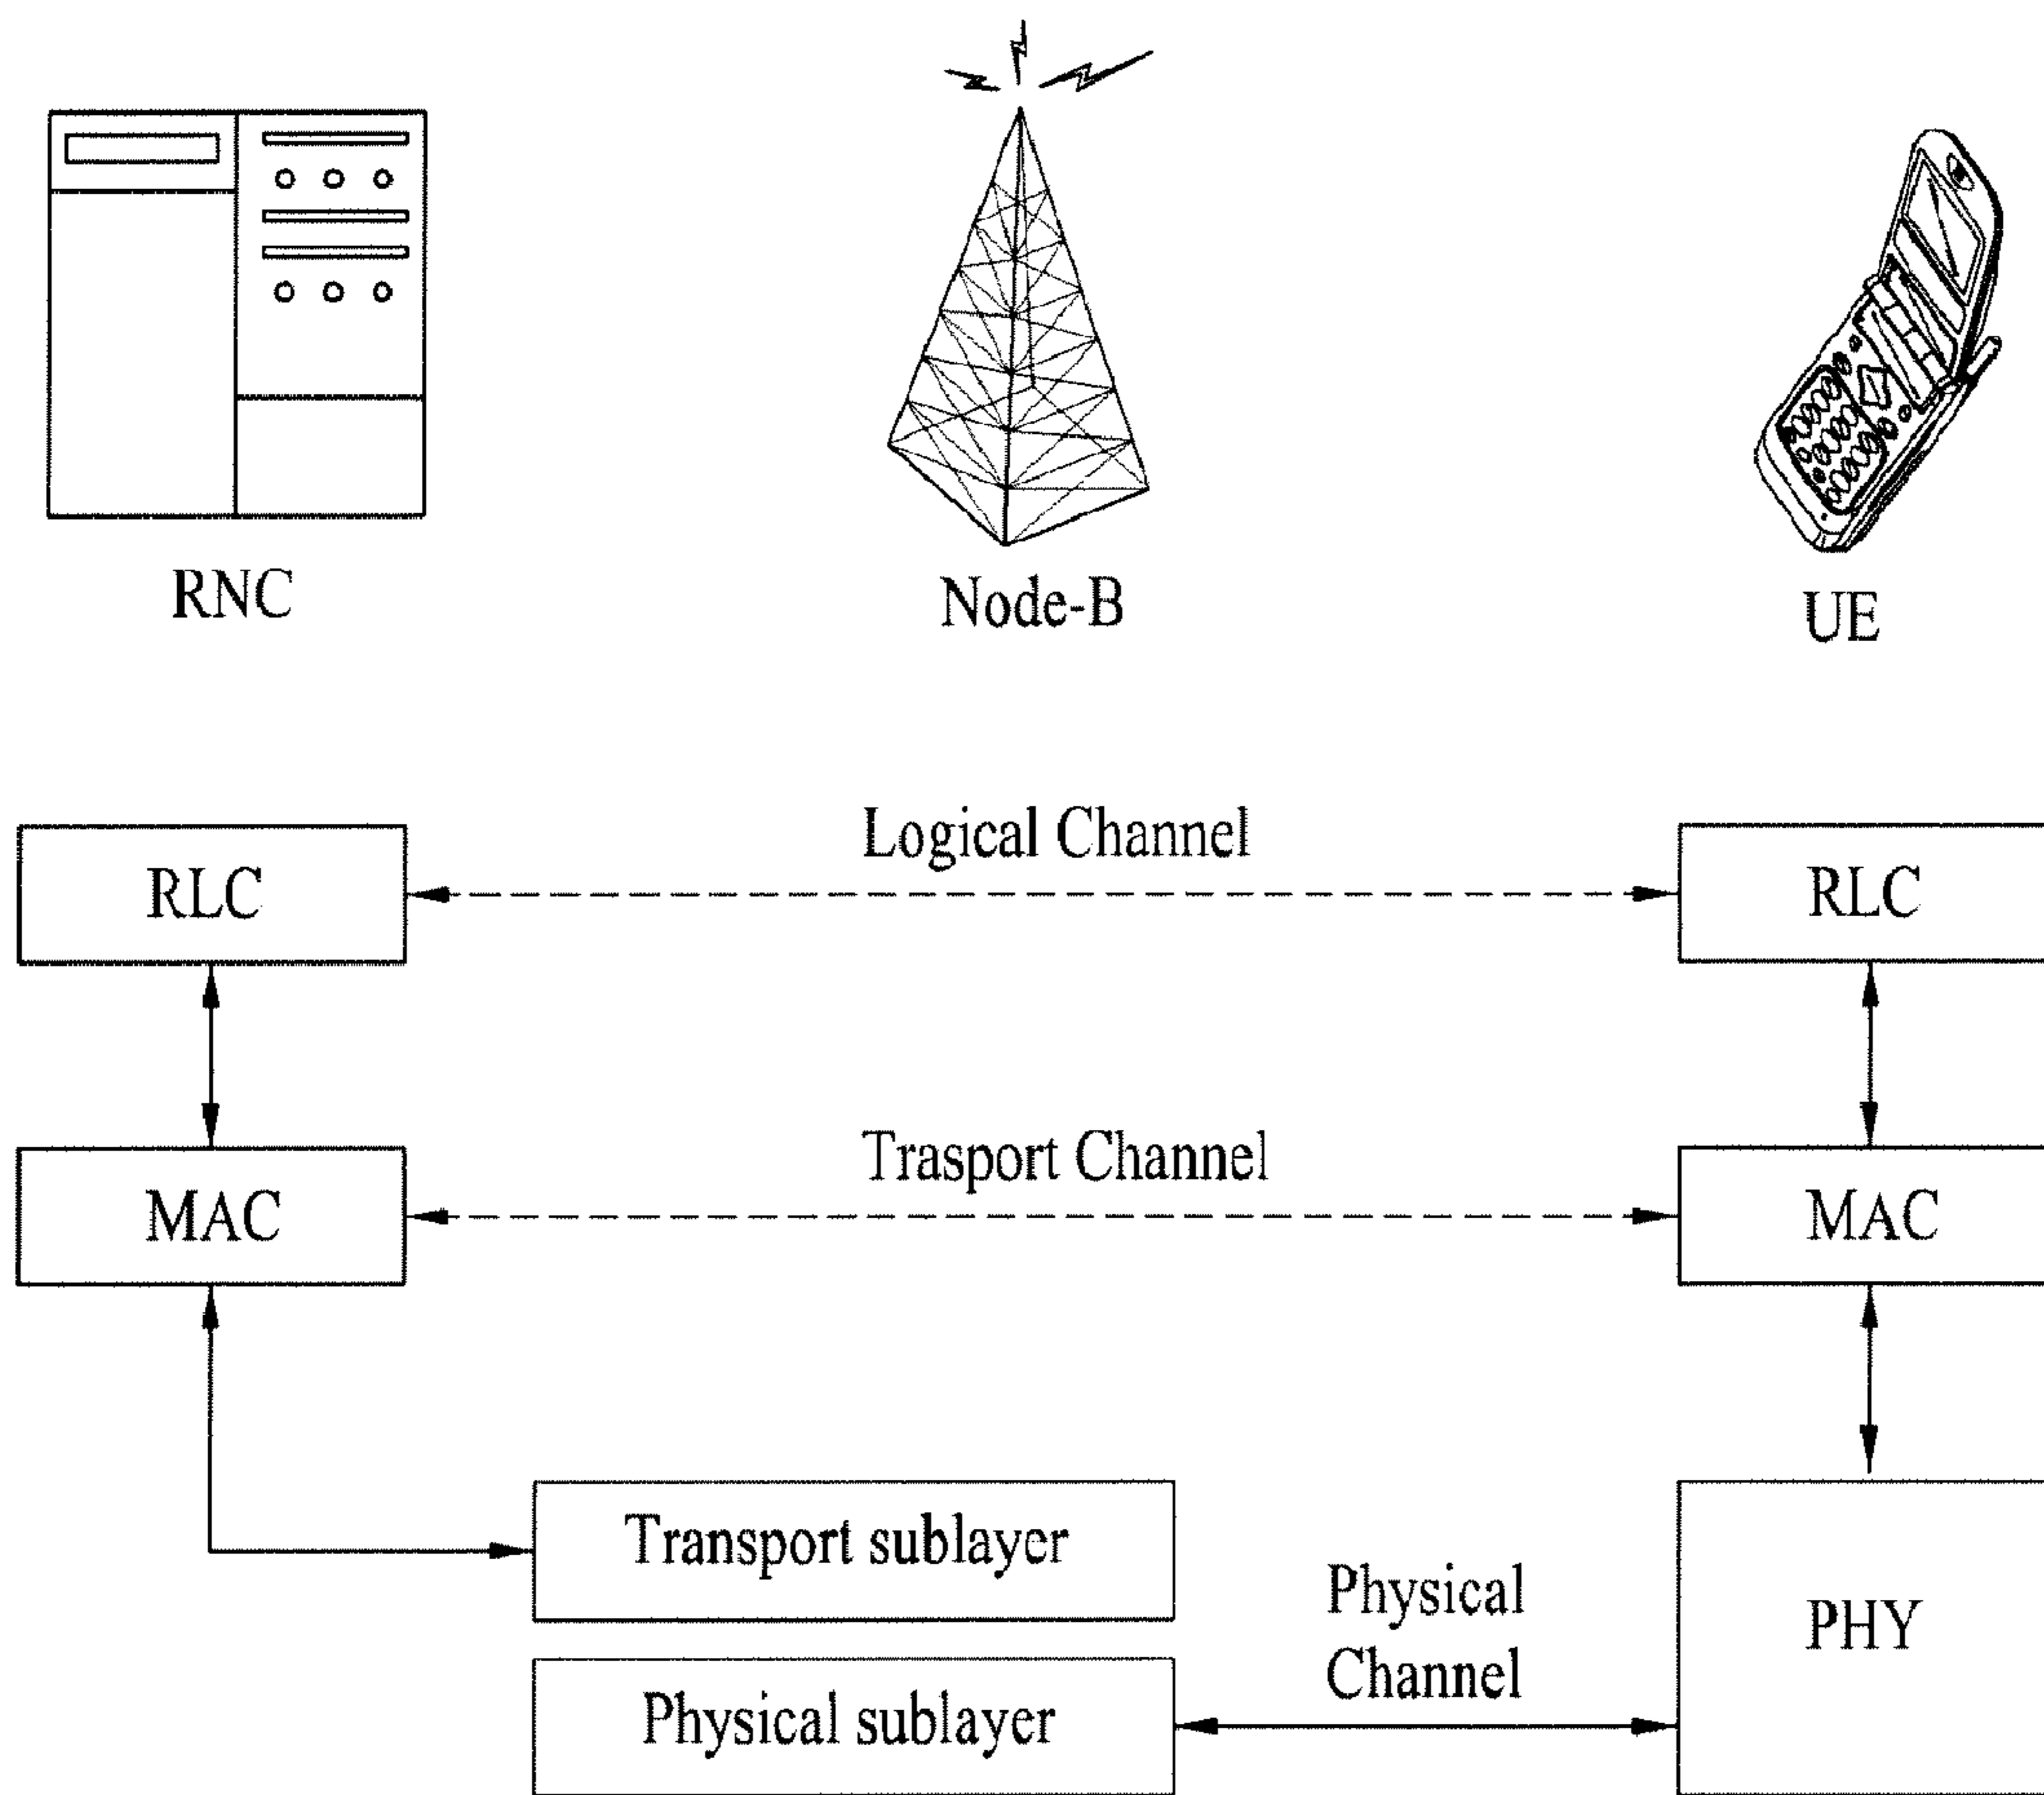 RNC
Node-B
UE
Logical Channel
RLC
RLC
Trasport Channel
MAC
MAC
Transport sublayer
Physical
Channel
PHY
Physical sublayer